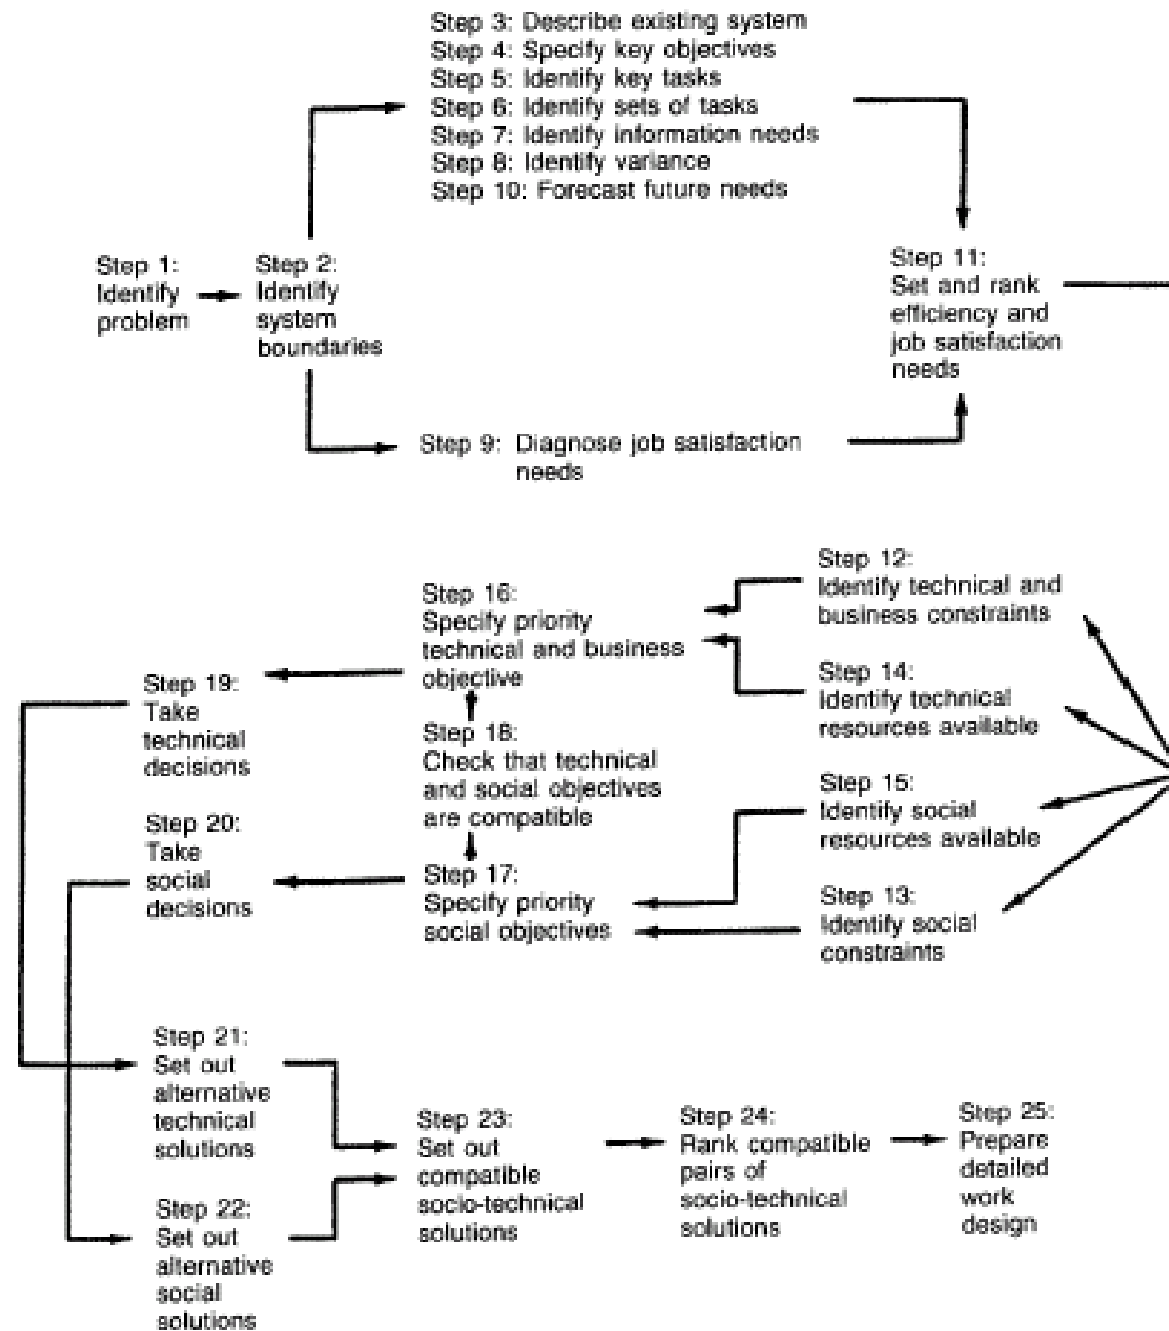 Step 3: Describe existing system
Step 4: Specify key objectives
Step 5: Identify key tasks
Step 6: Identify sets of tasks
Step 7: Identify information needs
Step 8: Identify variance
Step 10: Forecast future needs
Step 1:
Identify
problem
Step 2:
Identify
system
boundaries
Step 11:
Set and rank
efficiency and
job satisfaction
needs
Step 9: Diagnose job satisfaction
needs
Step 12:
Identify technical and
business constraints
Step 16:
Specify priority
technical and business
objective
Step 14:
Identify technical
resources available
Step 19:
Take
technical
decisions
Step 18:
Check that technical
and social objectives
are compatible
Step 15:
Identify social
resources available
Step 20:
Take
social
decisions
Step 17:
Specify priority
social objectives
Step 13:
Identify social
constraints
Step 21:
Set out
alternative
technical
solutions
Step 22:
Set out
alternative
social
solutions
Step 23:
Set out
compatible
socio-technical
solutions
Step 24:
Rank compatible
pairs of
socio-technical
solutions
Step 25:
Prepare
detailed
work
design